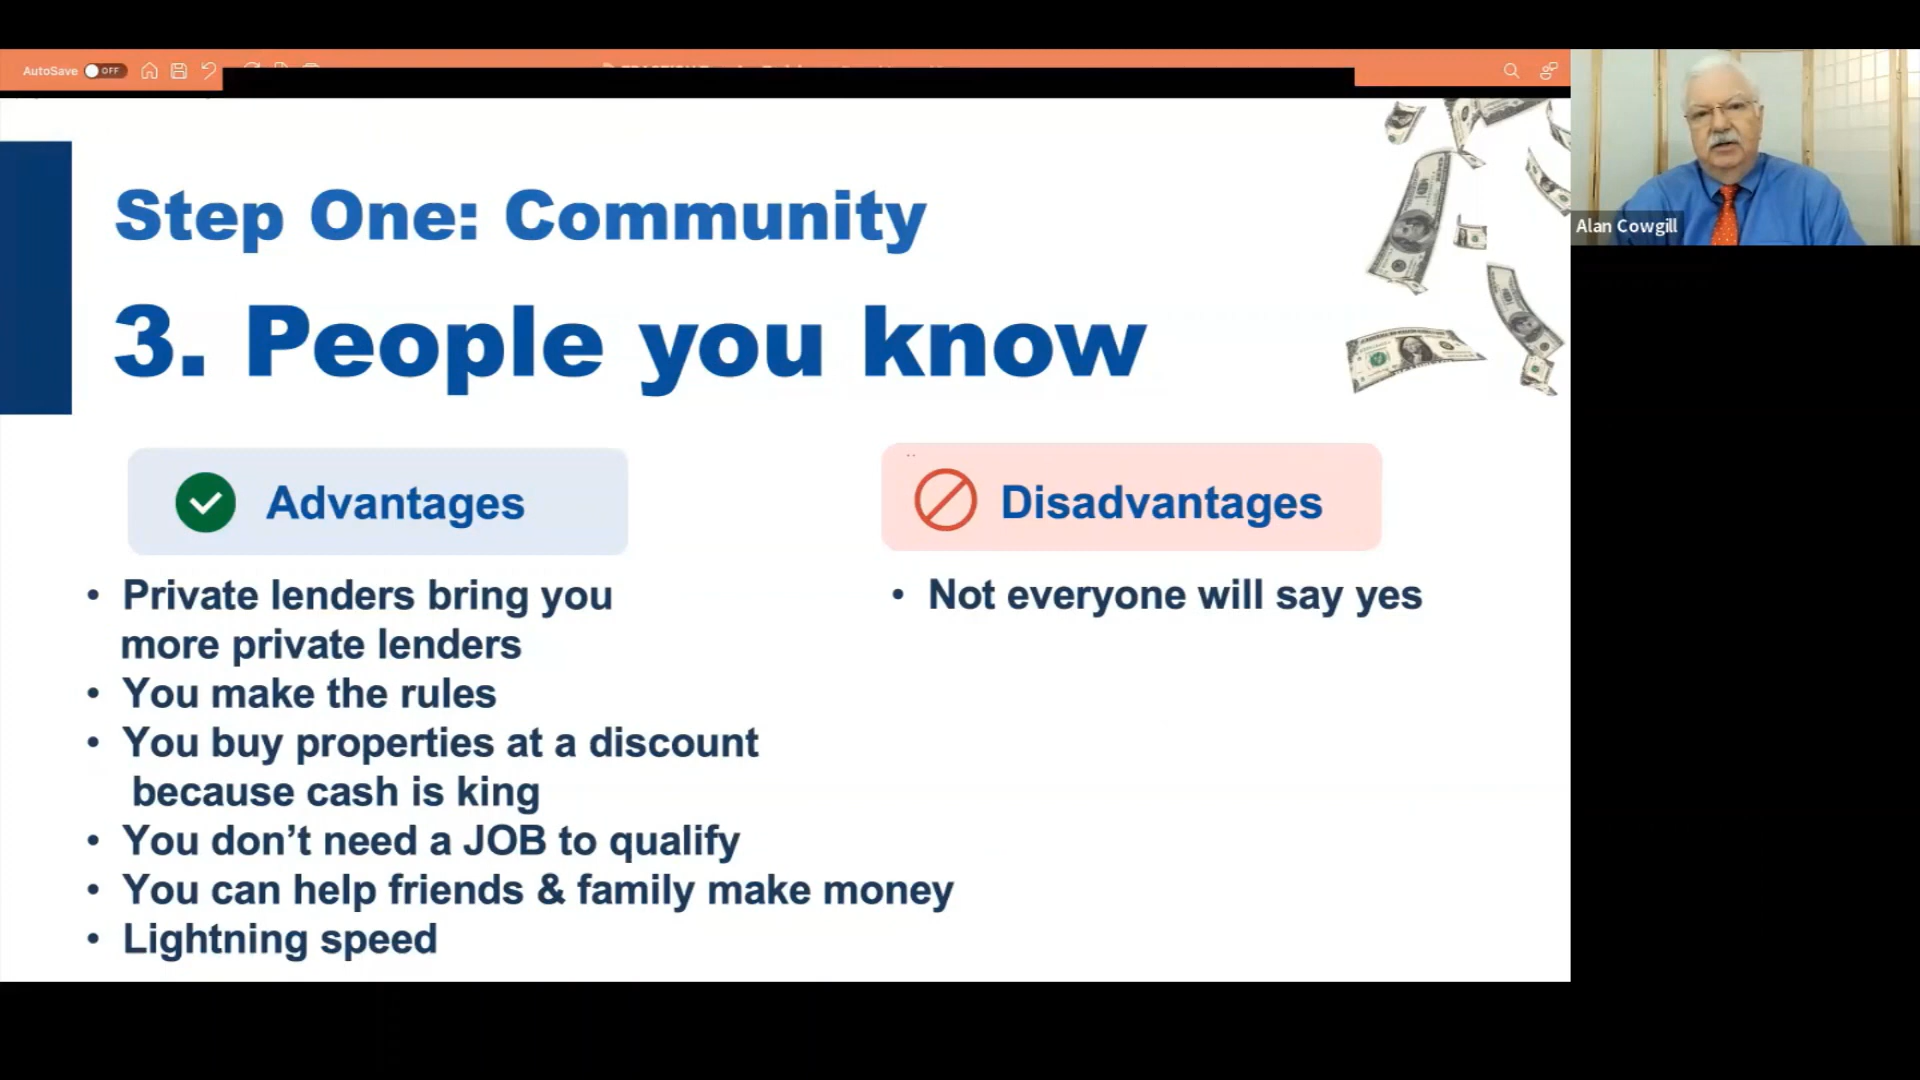 AutoSave OFF
Alan Cowgill
Step One: Community
3. People you know
Advantages
• Private lenders bring you
more private lenders
• You make the rules
• You buy properties at a discount
because cash is king
• You don’t need a JOB to qualify
• You can help friends & family make money
• Lightning speed
Disadvantages
• Not everyone will say yes